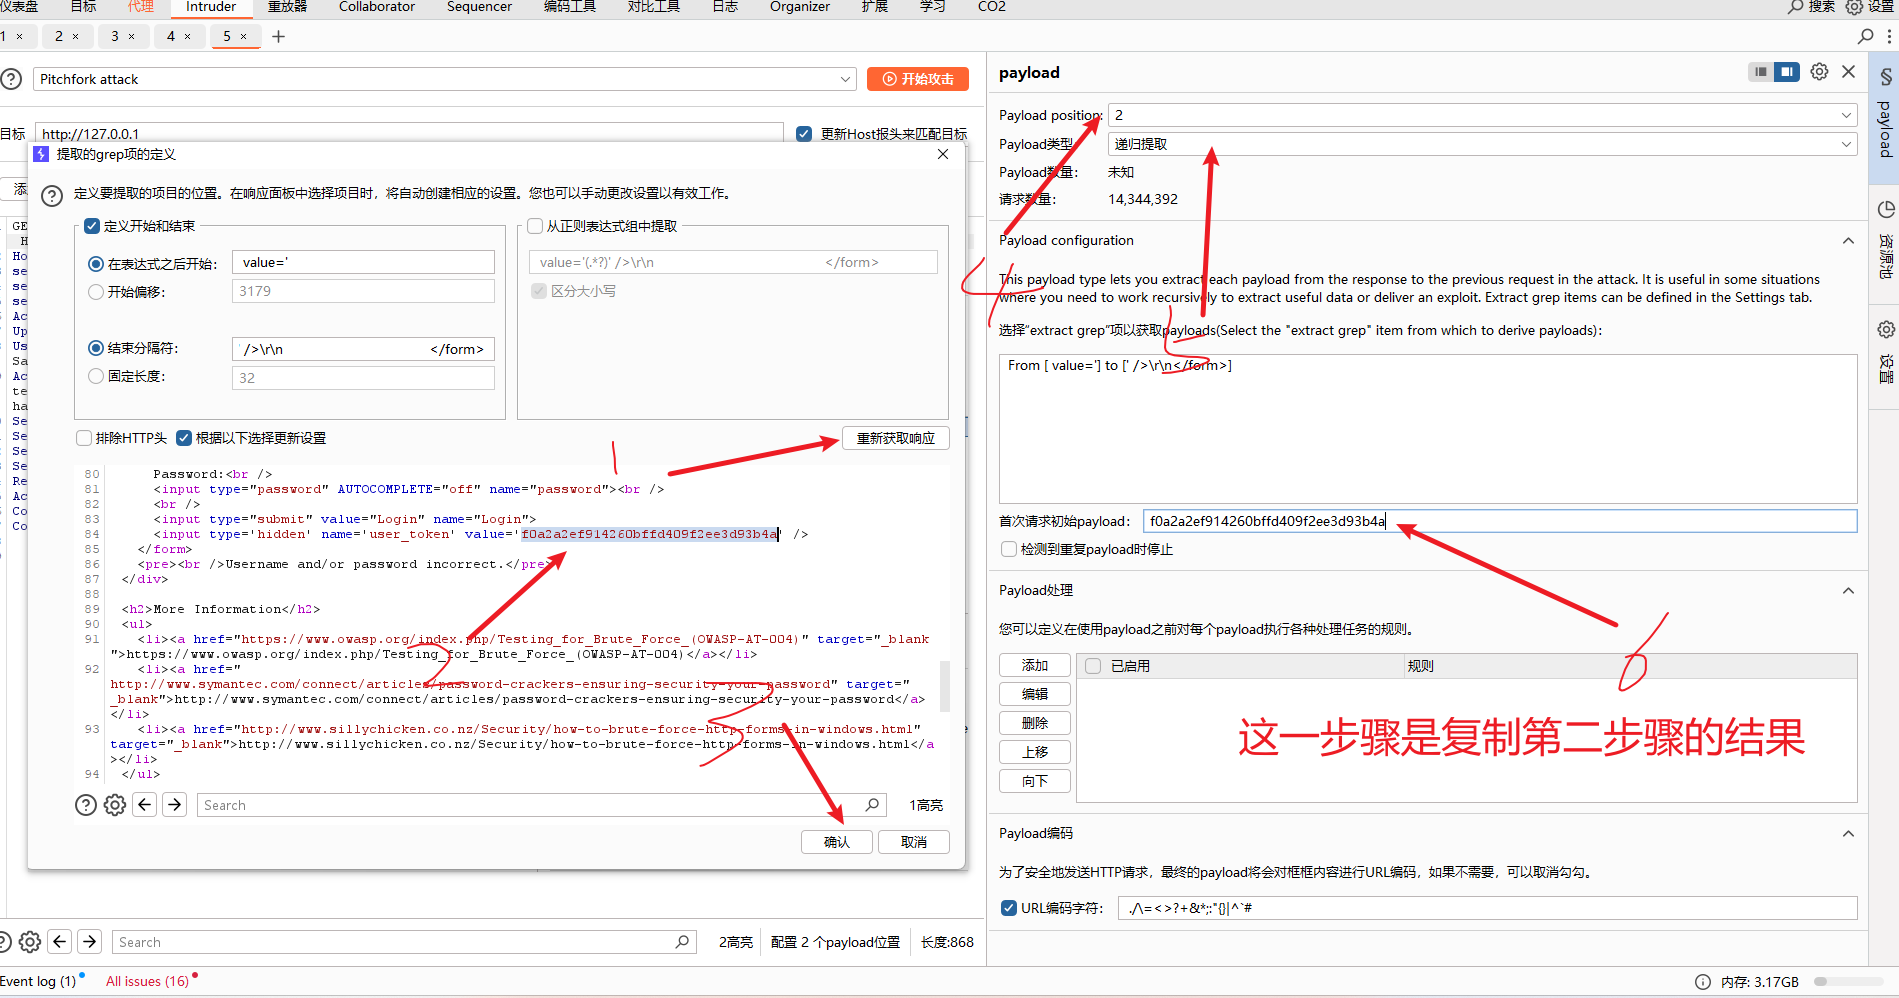 仪表盘 目标 代理 Intruder 重放器 Collaborator Sequencer 编码工具 对比工具 日志 Organizer 扩展 学习 CO2 搜索 设置
1 × 2 × 3 × 4 × 5 × +
Pitchfork attack 开始攻击
目标 http://127.0.0.1 更新Host报头来匹配目标
提取的grep项的定义
定义要提取的项目的位置。在响应面板中选择项目时，将自动创建相应的设置。您也可以手动更改设置以有效工作。
定义开始和结束
在表达式之后开始: value='
开始偏移: 3179
结束分隔符: ' />\r\n </form>
固定长度: 32
从正则表达式组中提取
value='(.*?)' />\r\n </form>
区分大小写
排除HTTP头 根据以下选择更新设置 重新获取响应
1
80 Password:<br />
81 <input type="password" AUTOCOMPLETE="off" name="password"><br />
82 <br />
83 <input type="submit" value="Login" name="Login">
84 <input type='hidden' name='user_token' value='f0a2a2ef914260bffd409f2ee3d93b4a' />
85 </form>
86 <pre><br />Username and/or password incorrect.</pre>
87 </div>
88
89 <h2>More Information</h2>
90 <ul>
91 <li><a href="https://www.owasp.org/index.php/Testing_for_Brute_Force_(OWASP-AT-004)" target="_blank
">https://www.owasp.org/index.php/Testing_for_Brute_Force_(OWASP-AT-004)</a></li>
2
92 <li><a href="
http://www.symantec.com/connect/articles/password-crackers-ensuring-security-your-password" target="
_blank">http://www.symantec.com/connect/articles/password-crackers-ensuring-security-your-password</a>
</li>
3
93 <li><a href="http://www.sillychicken.co.nz/Security/how-to-brute-force-http-forms-in-windows.html"
target="_blank">http://www.sillychicken.co.nz/Security/how-to-brute-force-http-forms-in-windows.html</a
></li>
94 </ul>
Search 1高亮
确认 取消
Search 2高亮 配置 2 个payload位置 长度:868
Event log (1) All issues (16) 内存: 3.17GB
payload
Payload position: 2
Payload类型: 递归提取
Payload数量: 未知
请求数量: 14,344,392
Payload configuration
4
This payload type lets you extract each payload from the response to the previous request in the attack. It is useful in some situations
where you need to work recursively to extract useful data or deliver an exploit. Extract grep items can be defined in the Settings tab.
选择"extract grep"项以获取payloads(Select the "extract grep" item from which to derive payloads):
5
From [ value='] to [' />\r\n</form>]
首次请求初始payload: f0a2a2ef914260bffd409f2ee3d93b4a
检测到重复payload时停止
Payload处理
您可以定义在使用payload之前对每个payload执行各种处理任务的规则。
6
添加 已启用 规则
编辑
删除
上移
向下
这一步骤是复制第二步骤的结果
Payload编码
为了安全地发送HTTP请求，最终的payload将会对框框内容进行URL编码，如果不需要，可以取消勾勾。
URL编码字符: ./\=<>?+&*;:"{}|^`#
payload
资源池
设置